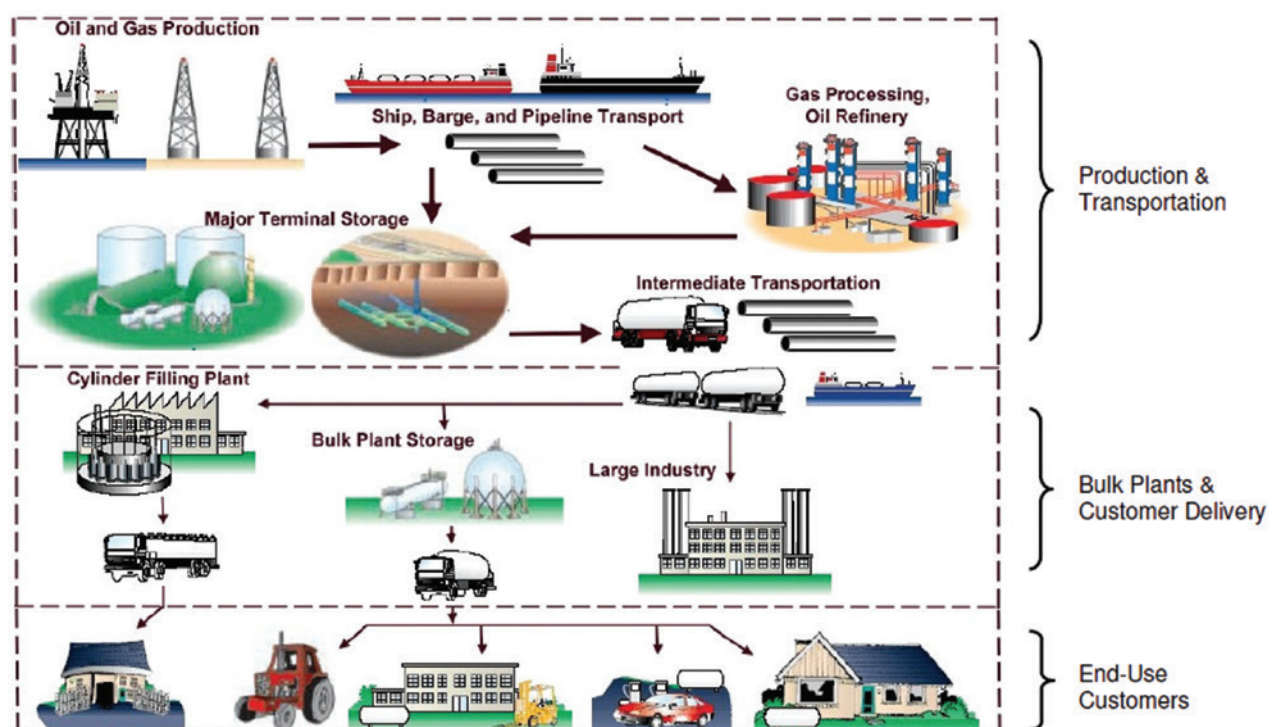 Oil and Gas Production
Ship, Barge, and Pipeline Transport
Gas Processing,
Oil Refinery
Production &
Transportation
Major Terminal Storage
Intermediate Transportation
Cylinder Filling Plant
Bulk Plant Storage
Large Industry
Bulk Plants &
Customer Delivery
End-Use
Customers